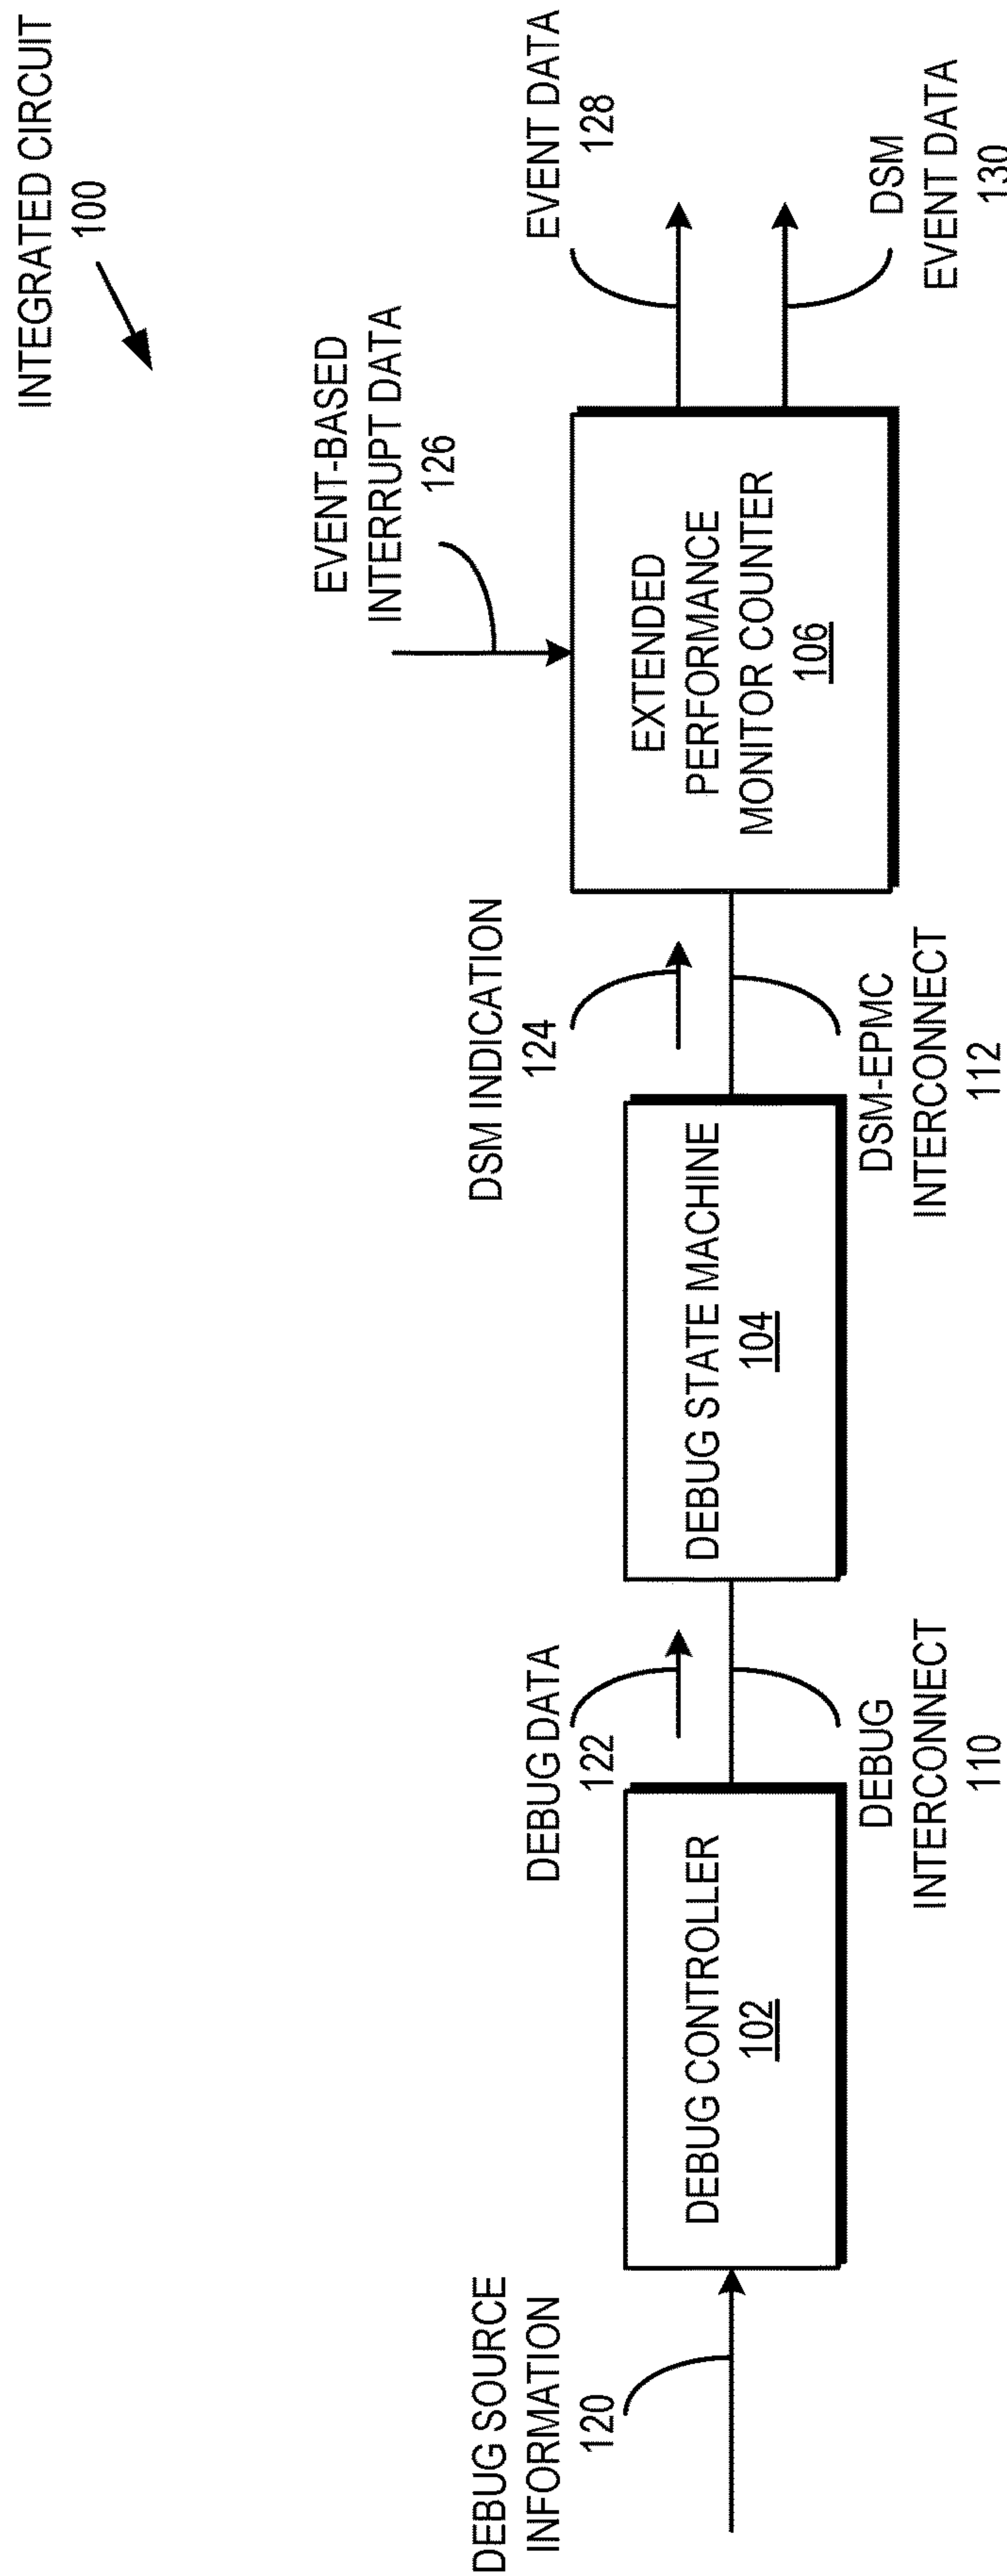 INTEGRATED CIRCUIT
100
EVENT-BASED
INTERRUPT DATA
126
DEBUG SOURCE
INFORMATION
120
DEBUG CONTROLLER
102
DEBUG DATA
122
DEBUG
INTERCONNECT
110
DEBUG STATE MACHINE
104
DSM INDICATION
124
DSM-EPMC
INTERCONNECT
112
EXTENDED
PERFORMANCE
MONITOR COUNTER
106
EVENT DATA
128
DSM
EVENT DATA
130